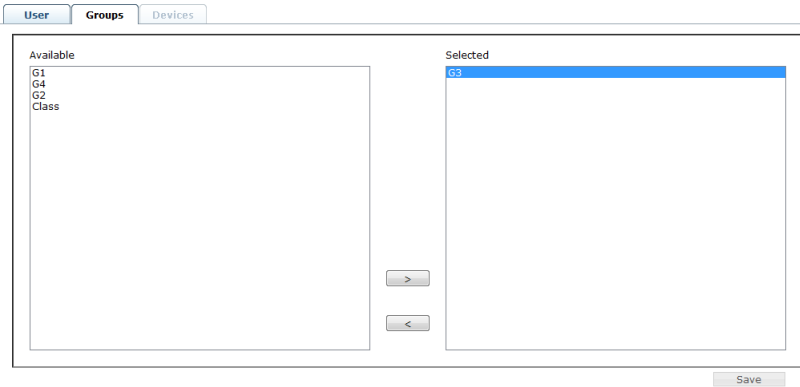 User Groups Devices
Available
Selected
G1
G4
G2
Class
G3
>
<
Save